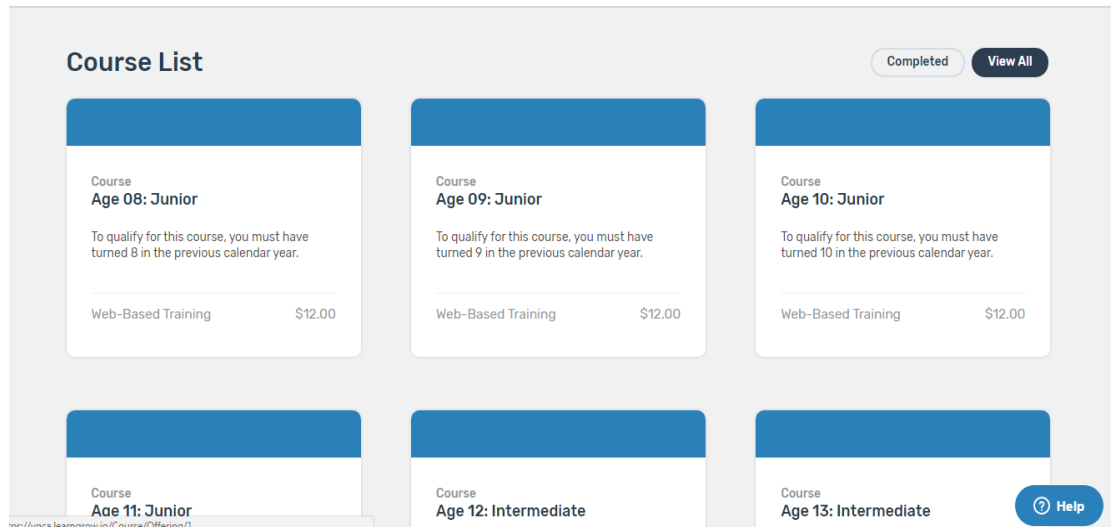 Course List
Completed
View All
Course
Age 08: Junior
To qualify for this course, you must have
turned 8 in the previous calendar year.
Web-Based Training $12.00
Course
Age 09: Junior
To qualify for this course, you must have
turned 9 in the previous calendar year.
Web-Based Training $12.00
Course
Age 10: Junior
To qualify for this course, you must have
turned 10 in the previous calendar year.
Web-Based Training $12.00
Course
Age 11: Junior
Course
Age 12: Intermediate
Course
Age 13: Intermediate
Help